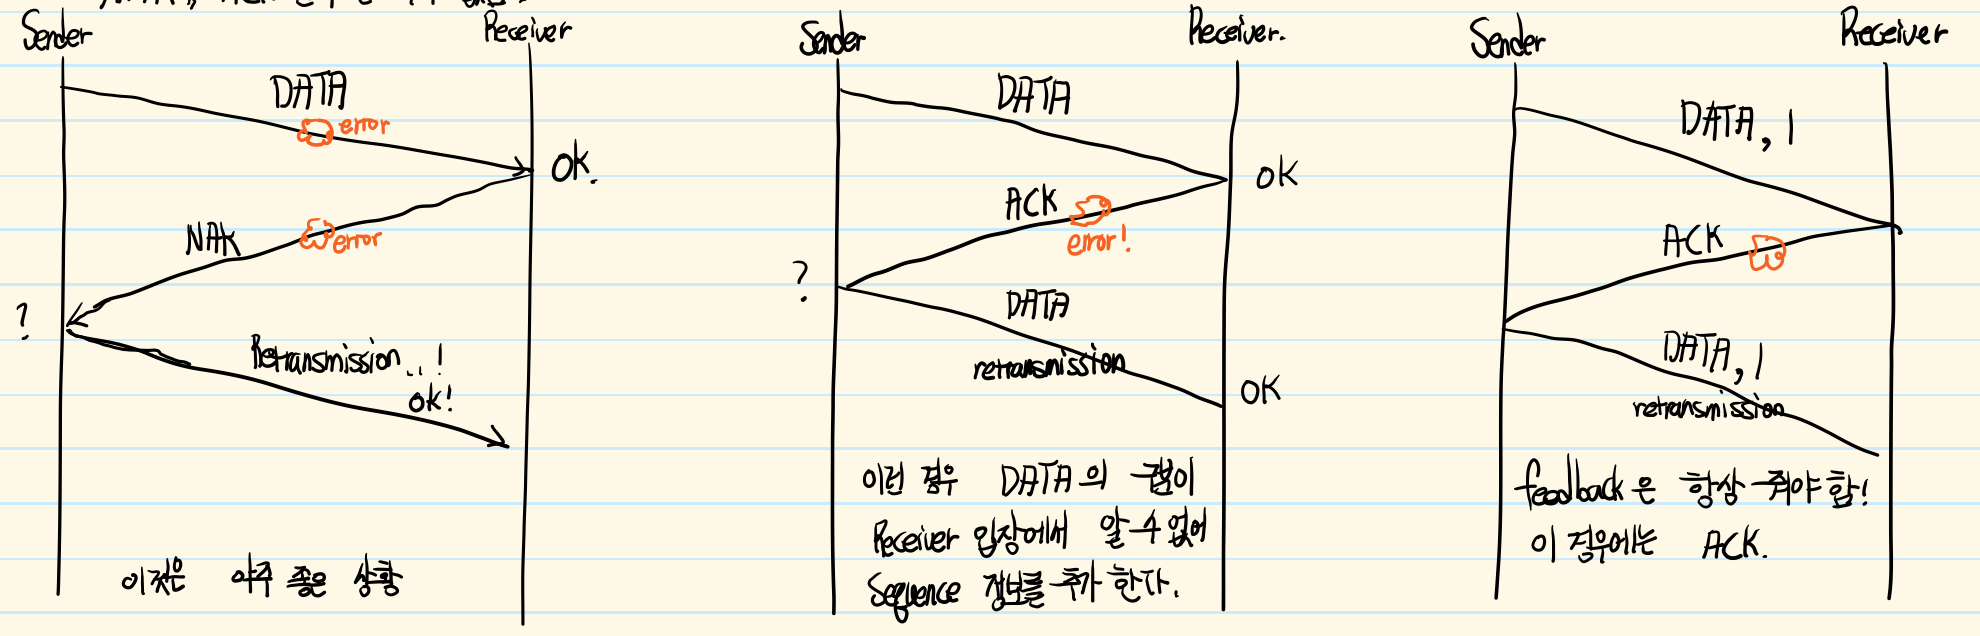 Sender
Receiver
DATA
error
OK.
NAK
error
?
Retransmission..!
OK!
이것은 아주 좋은 상황
Sender
Receiver.
DATA
OK
ACK
error!
?
DATA
retransmission
OK
이런 경우 DATA의 구분이
Receiver 입장에서 알 수 없어
Sequence 정보를 추가 한다.
Sender
Receiver
DATA, 1
ACK
DATA, 1
retransmission
feedback은 항상 줘야 함!
이 경우에는 ACK.